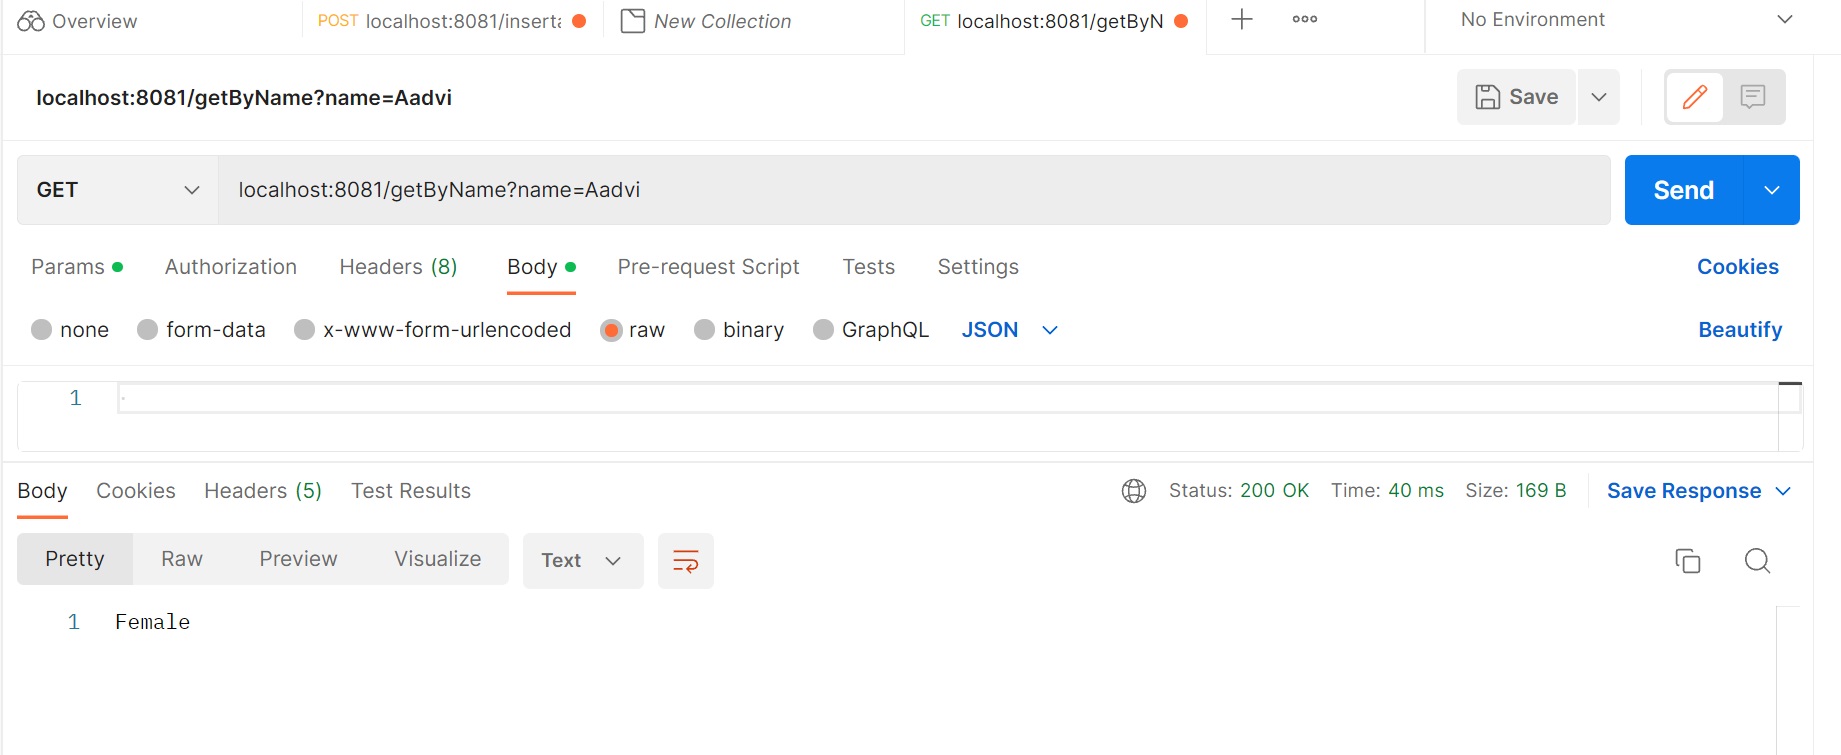 Overview POST localhost:8081/inserta New Collection GET localhost:8081/getByN No Environment
localhost:8081/getByName?name=Aadvi Save
GET localhost:8081/getByName?name=Aadvi Send
Params Authorization Headers (8) Body Pre-request Script Tests Settings Cookies
none form-data x-www-form-urlencoded raw binary GraphQL JSON Beautify
1
Body Cookies Headers (5) Test Results Status: 200 OK Time: 40 ms Size: 169 B Save Response
Pretty Raw Preview Visualize Text
1 Female